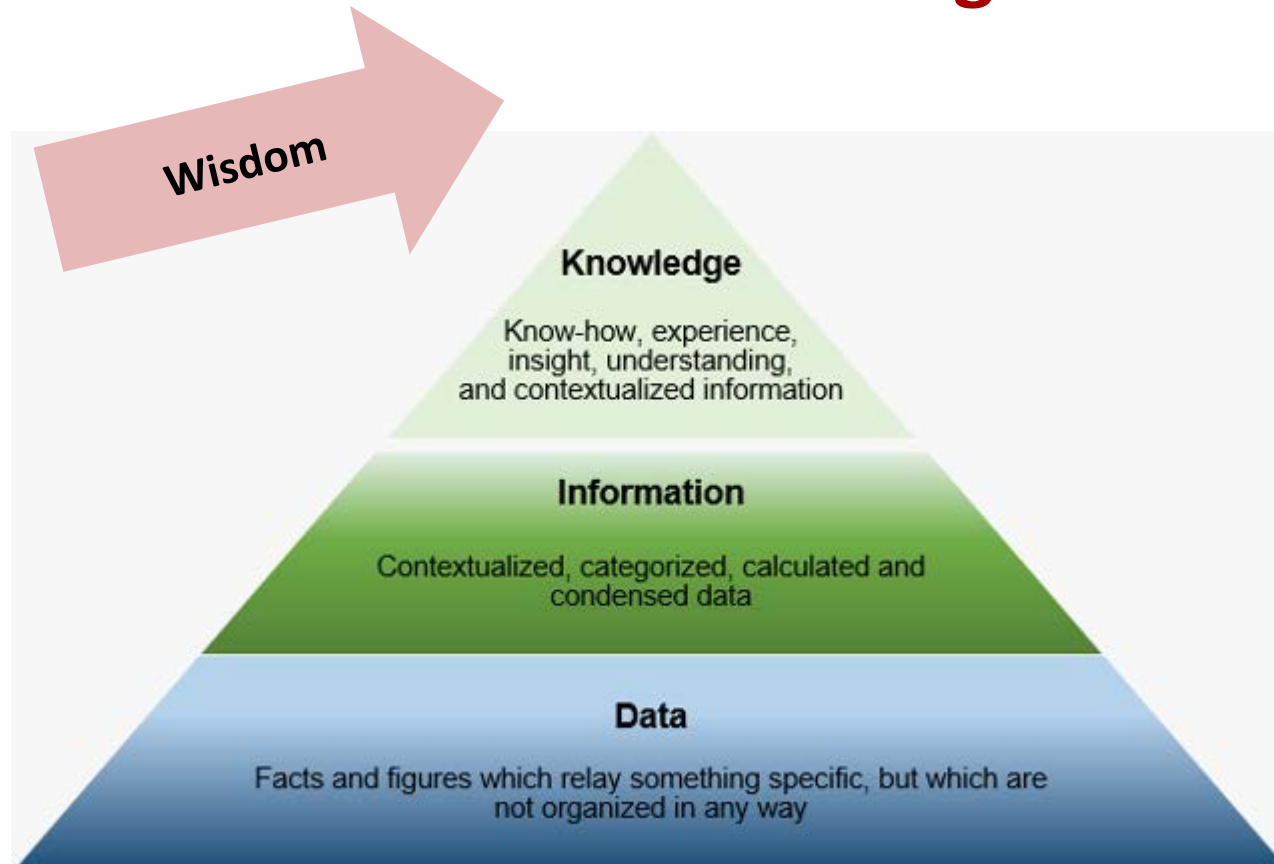 Wisdom
Knowledge
Know-how, experience,
insight, understanding,
and contextualized information
Information
Contextualized, categorized, calculated and
condensed data
Data
Facts and figures which relay something specific, but which are
not organized in any way